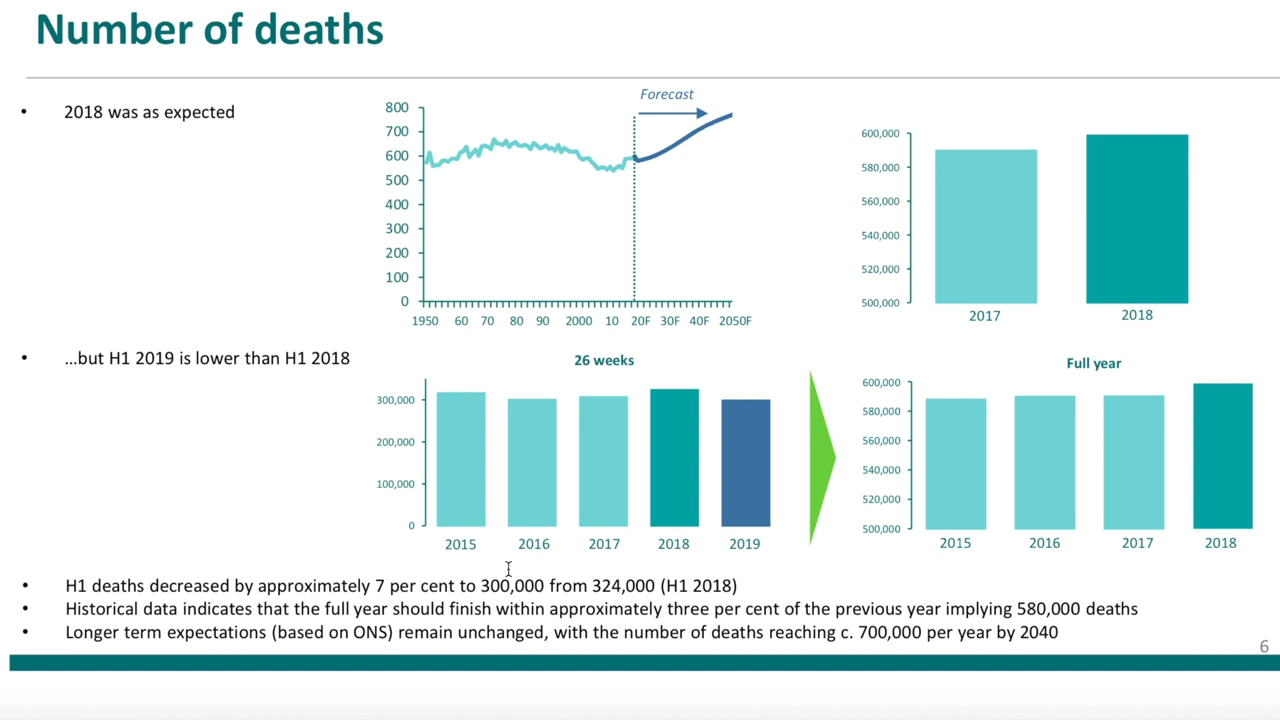 Number of deaths
• 2018 was as expected
Forecast
800
700
600
500
400
300
200
100
0
1950 60 70 80 90 2000 10 20F 30F 40F 2050F
600,000
580,000
560,000
540,000
520,000
500,000
2017 2018
• ...but H1 2019 is lower than H1 2018
26 weeks
300,000
200,000
100,000
0
2015 2016 2017 2018 2019
Full year
600,000
580,000
560,000
540,000
520,000
500,000
2015 2016 2017 2018
• H1 deaths decreased by approximately 7 per cent to 300,000 from 324,000 (H1 2018)
• Historical data indicates that the full year should finish within approximately three per cent of the previous year implying 580,000 deaths
• Longer term expectations (based on ONS) remain unchanged, with the number of deaths reaching c. 700,000 per year by 2040
6